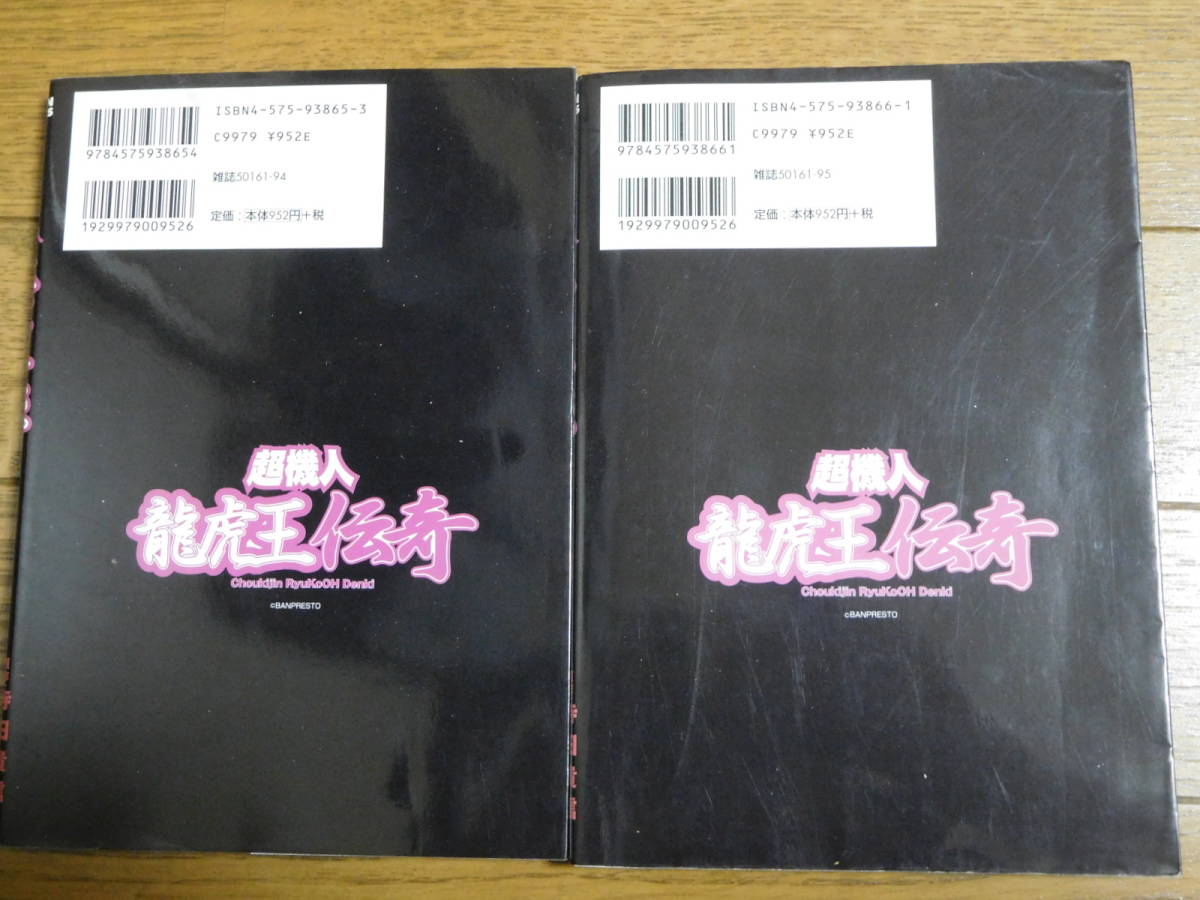 ISBN4-575-93865-3
C9979 ¥952E
9784575938654
雑誌50161-94
定価：本体952円＋税
1929979009526
超機人
龍虎王伝奇
Choukijin RyuKoOH Denki
©BANPRESTO
ISBN4-575-93866-1
C9979 ¥952E
9784575938661
雑誌50161-95
定価：本体952円＋税
1929979009526
超機人
龍虎王伝奇
Choukijin RyuKoOH Denki
©BANPRESTO